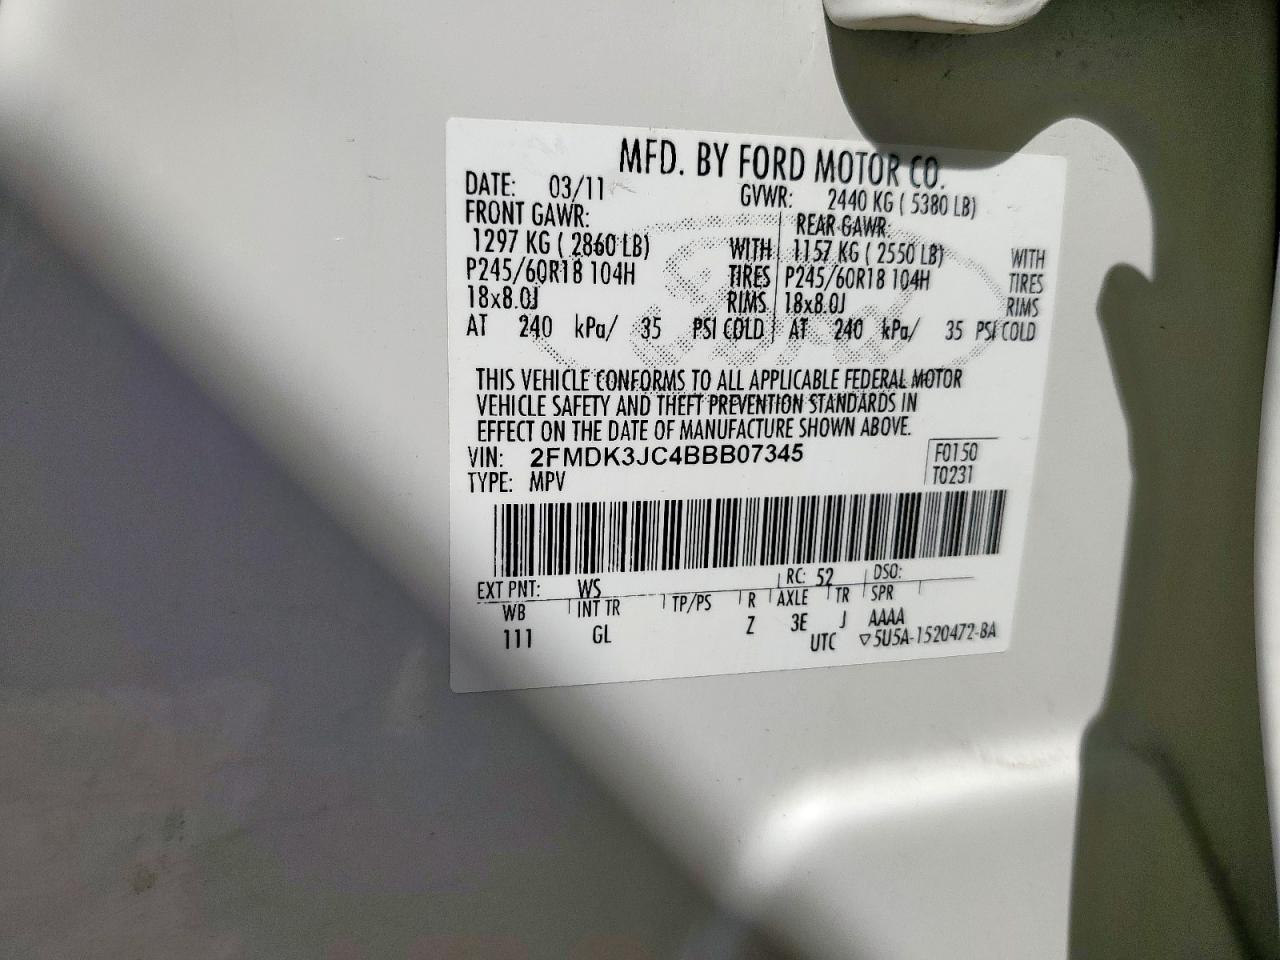 MFD. BY FORD MOTOR CO.
DATE: 03/11 GVWR: 2440 KG ( 5380 LB)
FRONT GAWR: REAR GAWR:
1297 KG ( 2860 LB) WITH 1157 KG ( 2550 LB) WITH
P245/60R18 104H TIRES P245/60R18 104H TIRES
18x8.0J RIMS 18x8.0J RIMS
AT 240 kPa/ 35 PSI COLD AT 240 kPa/ 35 PSI COLD
THIS VEHICLE CONFORMS TO ALL APPLICABLE FEDERAL MOTOR
VEHICLE SAFETY AND THEFT PREVENTION STANDARDS IN
EFFECT ON THE DATE OF MANUFACTURE SHOWN ABOVE.
VIN: 2FMDK3JC4BBB07345 F0150
TYPE: MPV T0231
EXT PNT: WS RC: 52 DSO:
WB INT TR TP/PS R AXLE TR SPR
111 GL Z 3E J AAAA
UTC ▽5U5A-1520472-BA